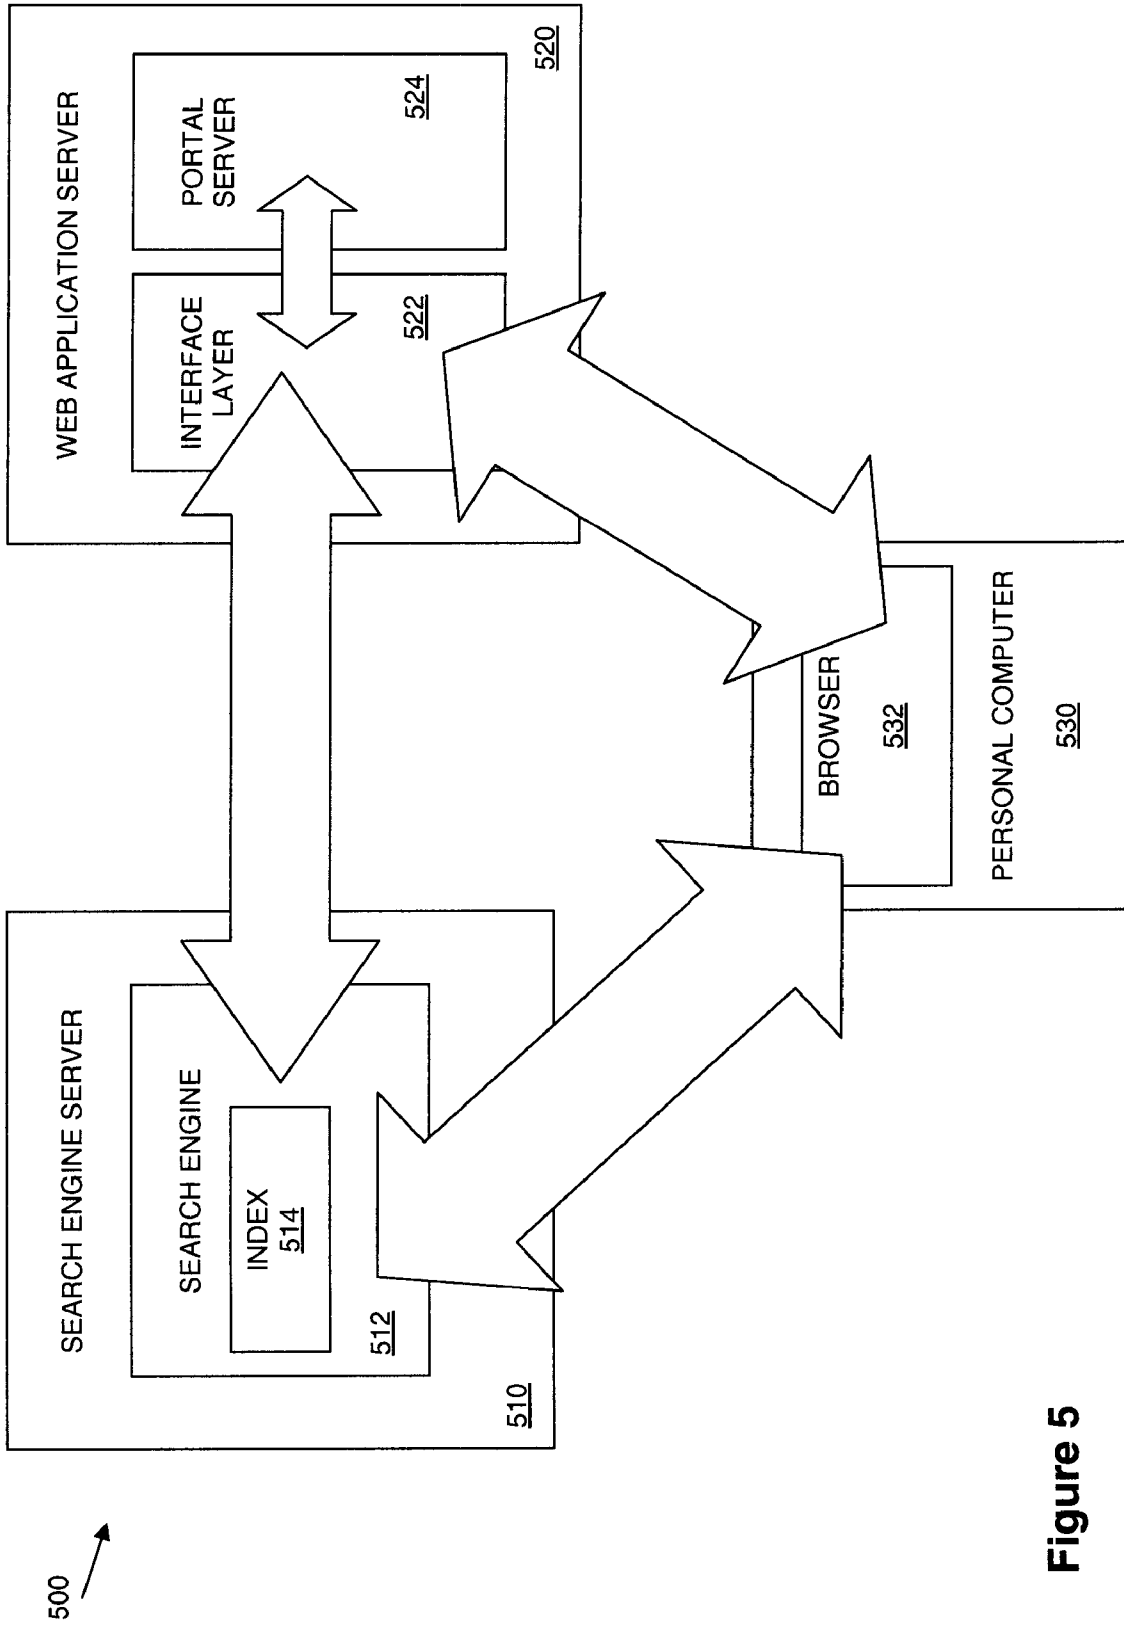 500
SEARCH ENGINE SERVER
SEARCH ENGINE
INDEX
514
512
510
WEB APPLICATION SERVER
INTERFACE
LAYER
522
PORTAL
SERVER
524
520
BROWSER
532
PERSONAL COMPUTER
530
Figure 5